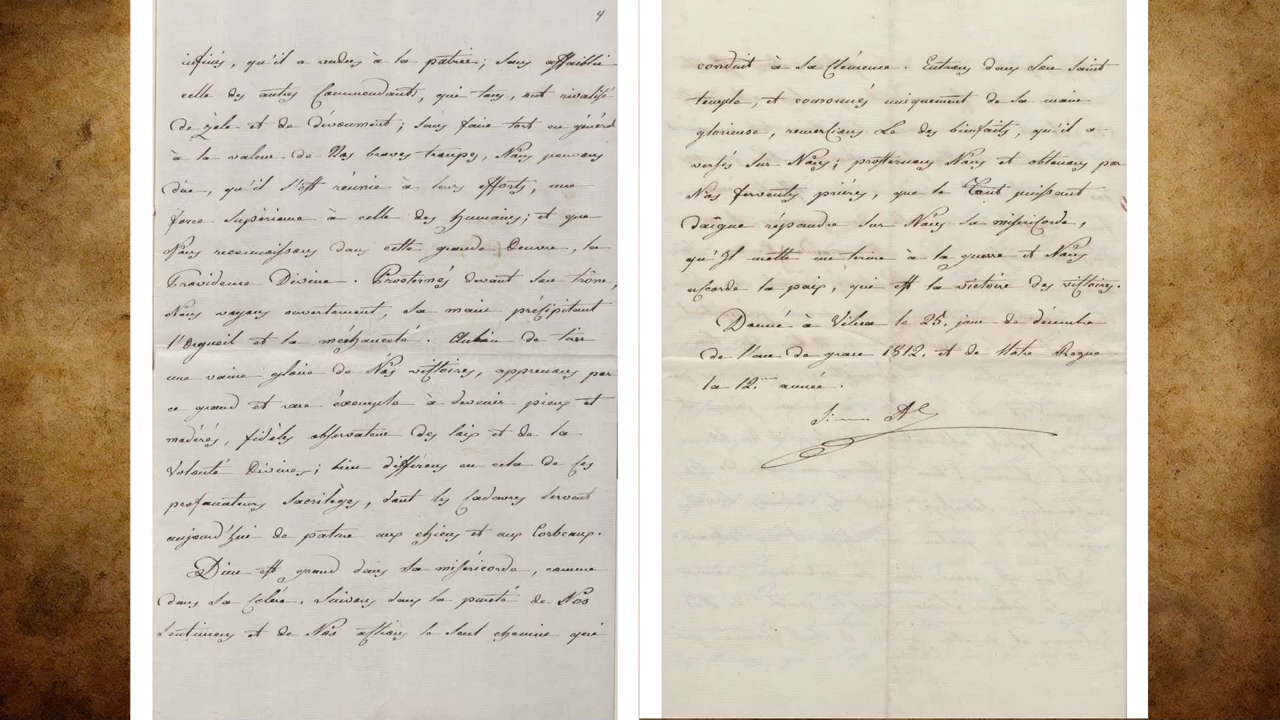 4
infinis, qu'il a rendus à la patrie; sans affaiblir
celle des autres Commendants, qui tous, ont rivalisé
de zèle et de dévoument; sans faire tort en général
à la valeur de Nos braves troupes, Nous pouvons
dire, qu'il s'est réunie à leurs efforts, une
force supèrieure à celle des humains; et que
Nous reconnoissons dans cette grande Oeuvre, la
Providence Divine. Prosternés devant son trône,
Nous voyons ouvertement, sa main précipitant
l'Orgueil et la méchanceté. de tirer
une vaine gloire de Nos victoires, apprenons par
ce grand et rare éxemple à devenir pieux et
modérés, fidèls observateurs des loix et de la
Volonté Divine; bien différens en cela de ces
profanateurs sacrilèges, dont les Cadavres servent
aujourd'hui de patûre aux chiens et aux Corbeaux.
Dieu est grand dans sa miséricorde, comme
dans sa Colère. Suivons dans la pureté de Nos
sentimens et de Nos actions le seul chemin qui
conduit à sa Clémence. Entrons dans son saint
temple, et couronnés uniquement de sa main
glorieuse, remercions Le des bienfaits, qu'il a
versés sur Nous; prosternons Nous et obtenons par
Nos ferventes prières, que le Tout puissant
daigne répandre sur Nous sa miséricorde,
qu'Il mette un terme à la guerre et Nous
accorde la paix, qui est la victoire des victoires.
Donné à Vilna le 25. jour de décembre
de l'an de grace 1812. et de Nôtre Regne
la 12.me année.